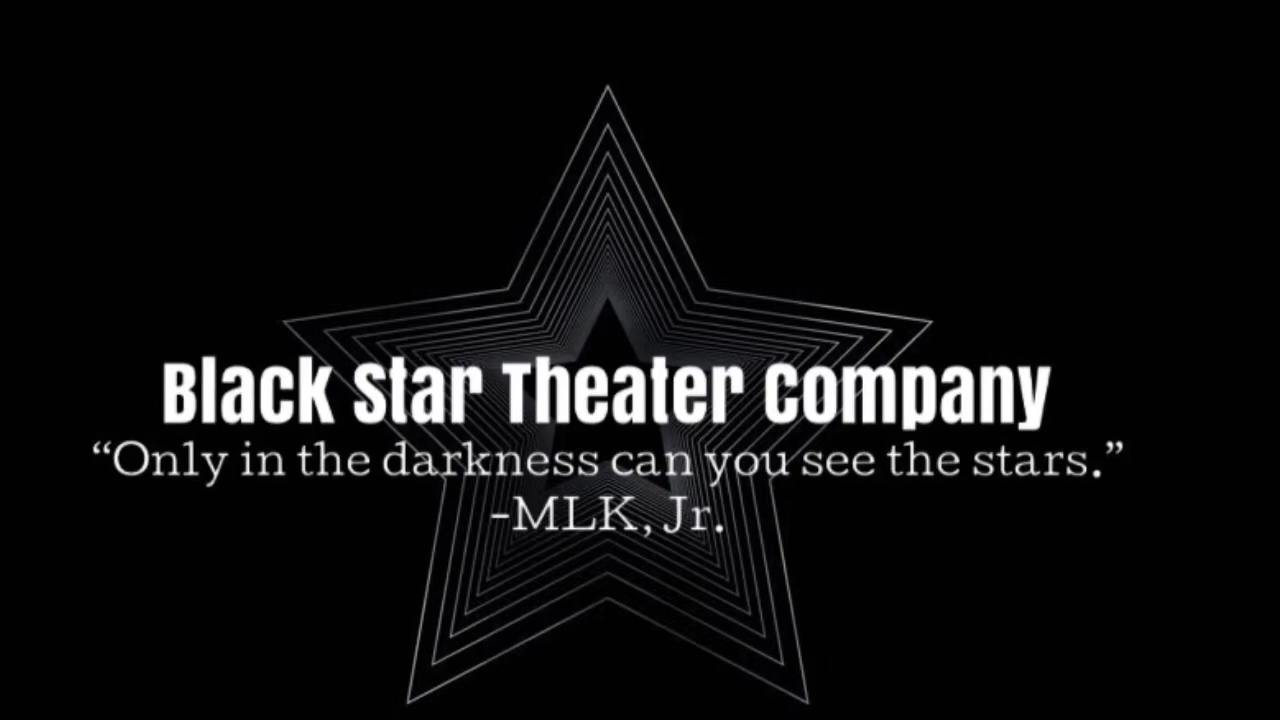 Black Star Theater Company
“Only in the darkness can you see the stars.”
-MLK, Jr.